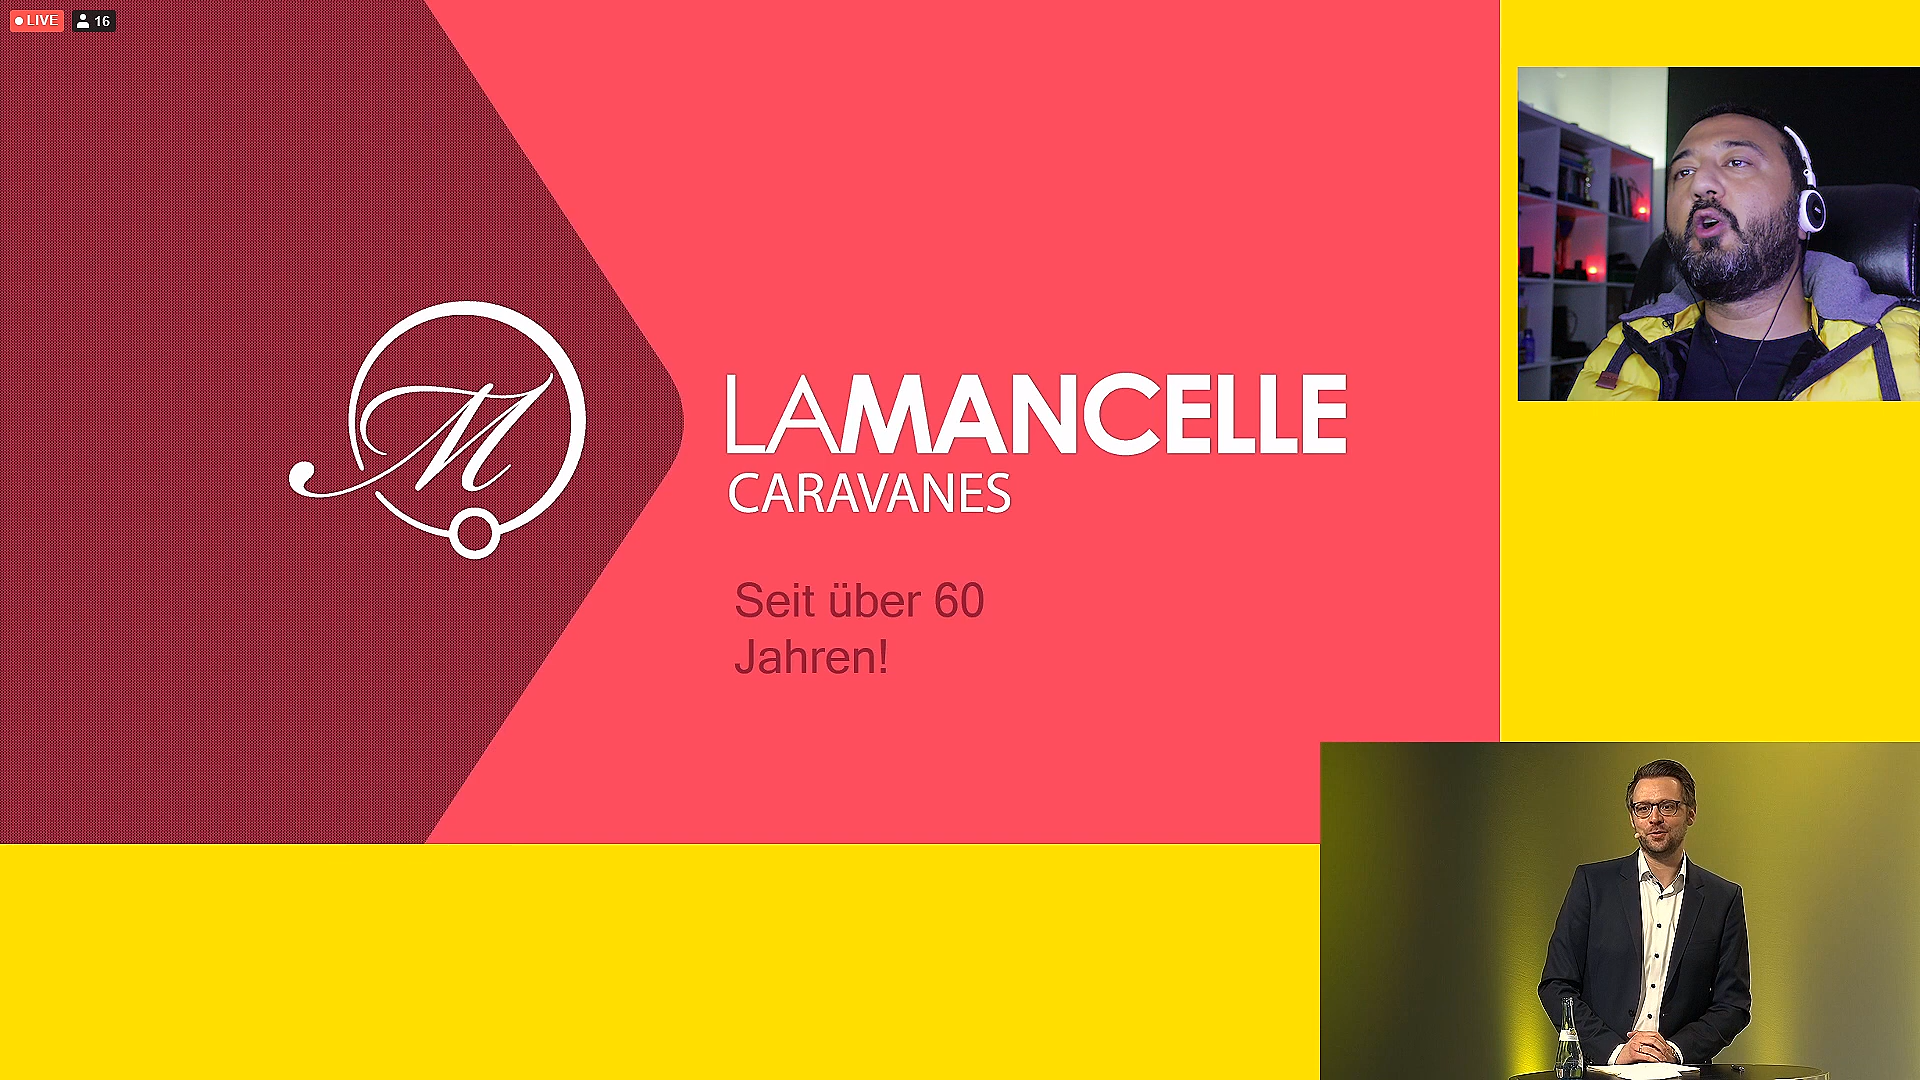 LIVE 16
LAMANCELLE
CARAVANES
Seit über 60
Jahren!